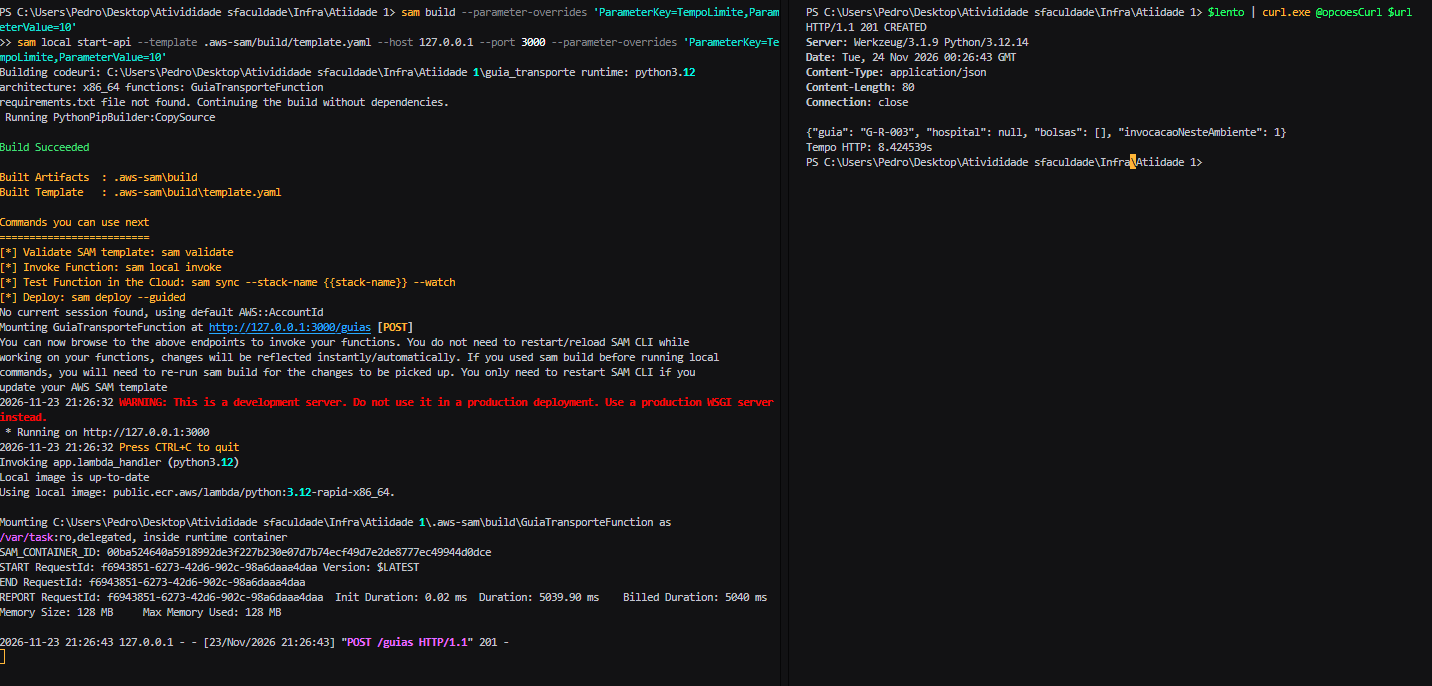 PS C:\Users\Pedro\Desktop\Ativididade sfaculdade\Infra\Atiidade 1> sam build --parameter-overrides 'ParameterKey=TempoLimite,Param
eterValue=10'
>> sam local start-api --template .aws-sam/build/template.yaml --host 127.0.0.1 --port 3000 --parameter-overrides 'ParameterKey=Te
mpoLimite,ParameterValue=10'
Building codeuri: C:\Users\Pedro\Desktop\Ativididade sfaculdade\Infra\Atiidade 1\guia_transporte runtime: python3.12
architecture: x86_64 functions: GuiaTransporteFunction
requirements.txt file not found. Continuing the build without dependencies.
Running PythonPipBuilder:CopySource
Build Succeeded
Built Artifacts  : .aws-sam\build
Built Template   : .aws-sam\build\template.yaml
Commands you can use next
=========================
[*] Validate SAM template: sam validate
[*] Invoke Function: sam local invoke
[*] Test Function in the Cloud: sam sync --stack-name {{stack-name}} --watch
[*] Deploy: sam deploy --guided
No current session found, using default AWS::AccountId
Mounting GuiaTransporteFunction at http://127.0.0.1:3000/guias [POST]
You can now browse to the above endpoints to invoke your functions. You do not need to restart/reload SAM CLI while
working on your functions, changes will be reflected instantly/automatically. If you used sam build before running local
commands, you will need to re-run sam build for the changes to be picked up. You only need to restart SAM CLI if you
update your AWS SAM template
2026-11-23 21:26:32 WARNING: This is a development server. Do not use it in a production deployment. Use a production WSGI server
instead.
* Running on http://127.0.0.1:3000
2026-11-23 21:26:32 Press CTRL+C to quit
Invoking app.lambda_handler (python3.12)
Local image is up-to-date
Using local image: public.ecr.aws/lambda/python:3.12-rapid-x86_64.
Mounting C:\Users\Pedro\Desktop\Ativididade sfaculdade\Infra\Atiidade 1\.aws-sam\build\GuiaTransporteFunction as
/var/task:ro,delegated, inside runtime container
SAM_CONTAINER_ID: 00ba524640a5918992de3f227b230e07d7b74ecf49d7e2de8777ec49944d0dce
START RequestId: f6943851-6273-42d6-902c-98a6daaa4daa Version: $LATEST
END RequestId: f6943851-6273-42d6-902c-98a6daaa4daa
REPORT RequestId: f6943851-6273-42d6-902c-98a6daaa4daa  Init Duration: 0.02 ms  Duration: 5039.90 ms    Billed Duration: 5040 ms
Memory Size: 128 MB     Max Memory Used: 128 MB
2026-11-23 21:26:43 127.0.0.1 - - [23/Nov/2026 21:26:43] "POST /guias HTTP/1.1" 201 -
PS C:\Users\Pedro\Desktop\Ativididade sfaculdade\Infra\Atiidade 1> $lento | curl.exe @opcoesCurl $url
HTTP/1.1 201 CREATED
Server: Werkzeug/3.1.9 Python/3.12.14
Date: Tue, 24 Nov 2026 00:26:43 GMT
Content-Type: application/json
Content-Length: 80
Connection: close
{"guia": "G-R-003", "hospital": null, "bolsas": [], "invocacaoNesteAmbiente": 1}
Tempo HTTP: 8.424539s
PS C:\Users\Pedro\Desktop\Ativididade sfaculdade\Infra\Atiidade 1>